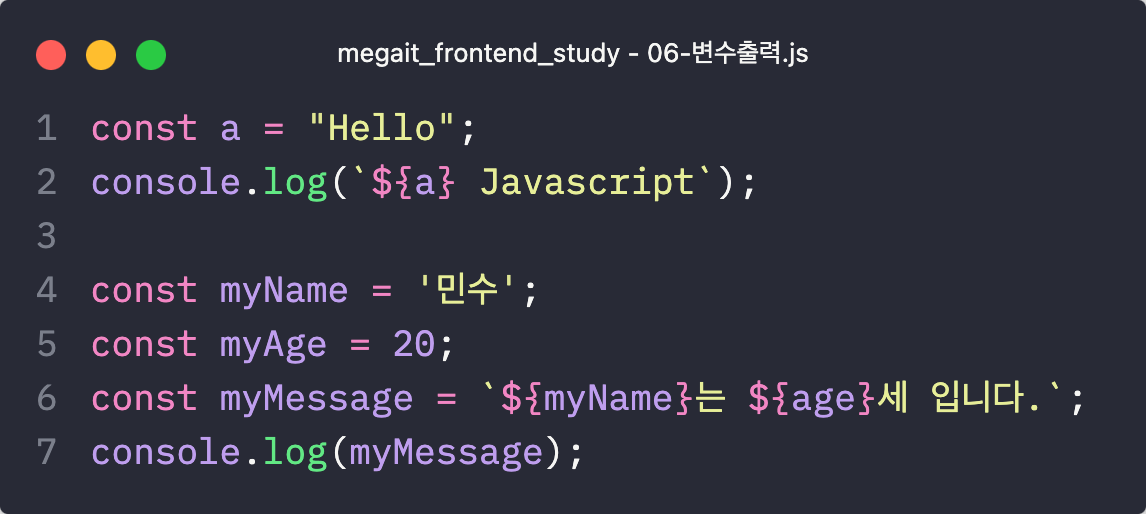 megait_frontend_study - 06-변수출력.js
1 const a = "Hello";
2 console.log(`${a} Javascript`);
3
4 const myName = '민수';
5 const myAge = 20;
6 const myMessage = `${myName}는 ${age}세 입니다.`;
7 console.log(myMessage);